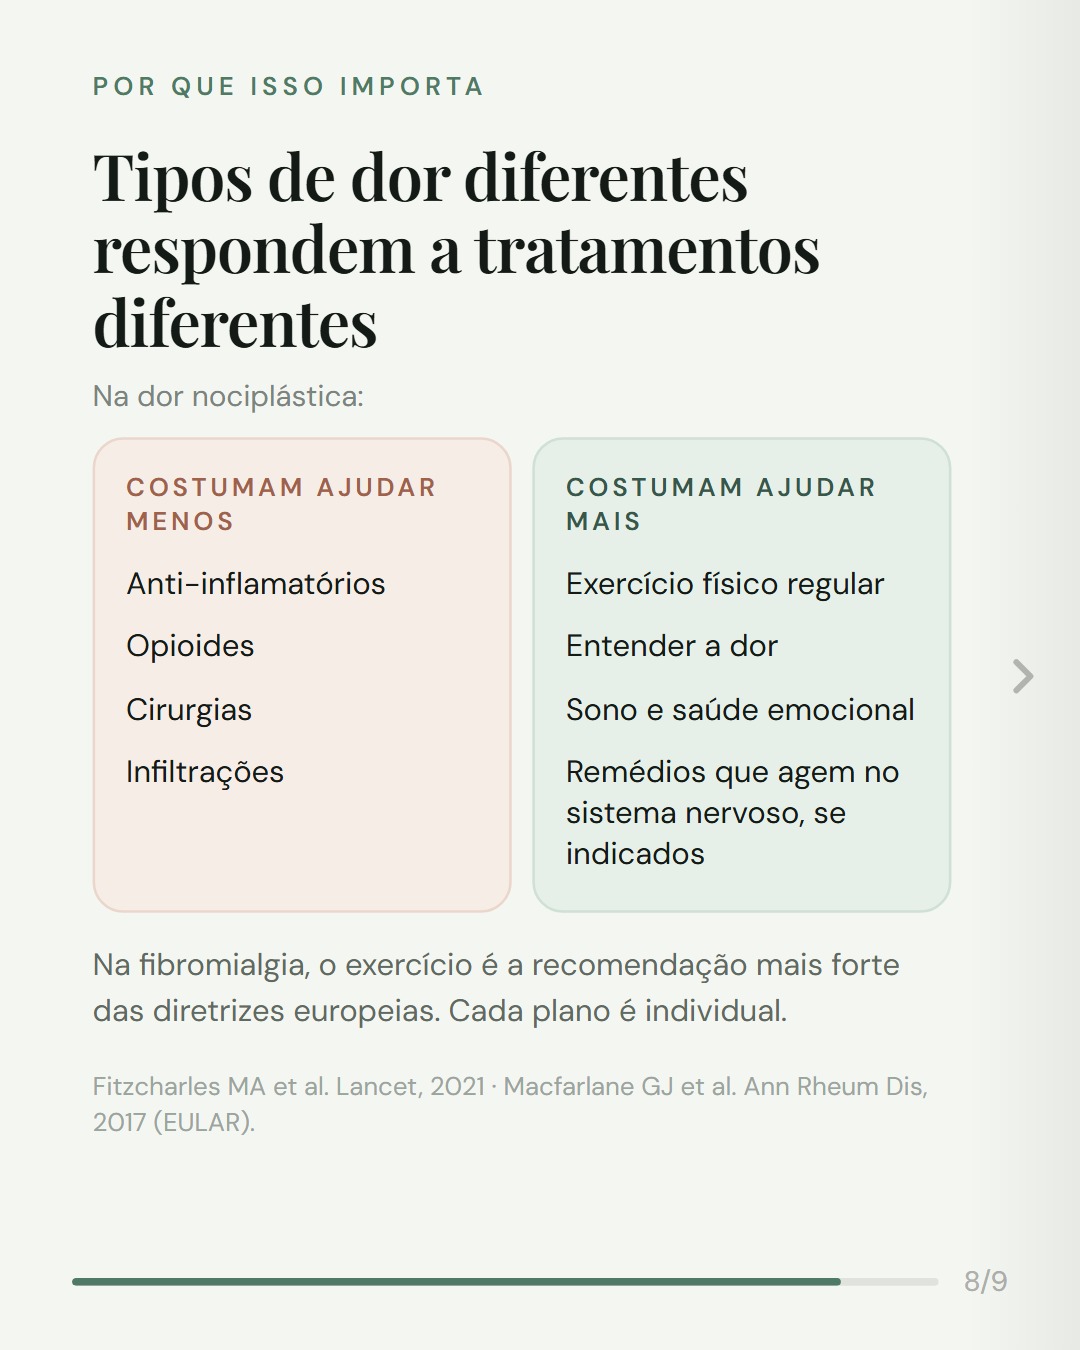 POR QUE ISSO IMPORTA
Tipos de dor diferentes
respondem a tratamentos
diferentes
Na dor nociplástica:
COSTUMAM AJUDAR
MENOS
Anti-inflamatórios
Opioides
Cirurgias
Infiltrações
COSTUMAM AJUDAR
MAIS
Exercício físico regular
Entender a dor
Sono e saúde emocional
Remédios que agem no
sistema nervoso, se
indicados
Na fibromialgia, o exercício é a recomendação mais forte
das diretrizes europeias. Cada plano é individual.
Fitzcharles MA et al. Lancet, 2021 · Macfarlane GJ et al. Ann Rheum Dis,
2017 (EULAR).
8/9